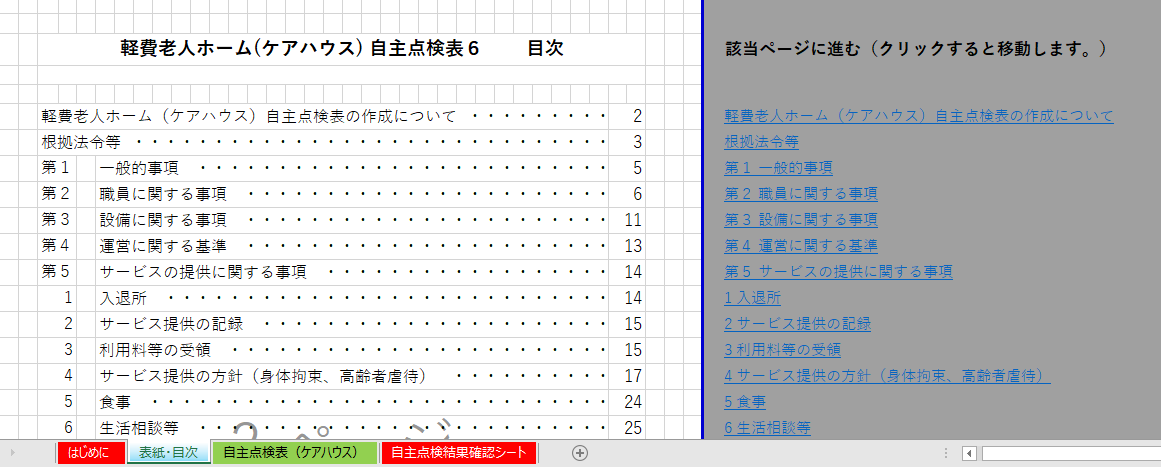 軽費老人ホーム(ケアハウス) 自主点検表６　　目次
軽費老人ホーム（ケアハウス）自主点検表の作成について ・・・・・・・・・ 2
根拠法令等 ・・・・・・・・・・・・・・・・・・・・・・・・・・・・・・ 3
第１ 一般的事項 ・・・・・・・・・・・・・・・・・・・・・・・・・・ 5
第２ 職員に関する事項 ・・・・・・・・・・・・・・・・・・・・・・・ 6
第３ 設備に関する事項 ・・・・・・・・・・・・・・・・・・・・・・・ 11
第４ 運営に関する基準 ・・・・・・・・・・・・・・・・・・・・・・・ 13
第５ サービスの提供に関する事項 ・・・・・・・・・・・・・・・・・・ 14
1 入退所 ・・・・・・・・・・・・・・・・・・・・・・・・・・・・ 14
2 サービス提供の記録 ・・・・・・・・・・・・・・・・・・・・・・ 15
3 利用料等の受領 ・・・・・・・・・・・・・・・・・・・・・・・・ 15
4 サービス提供の方針（身体拘束、高齢者虐待） ・・・・・・・・・・ 17
5 食事 ・・・・・・・・・・・・・・・・・・・・・・・・・・・・・ 24
6 生活相談等 ・・・・・・・・・・・・・・・・・・・・・・・・・・ 25
該当ページに進む（クリックすると移動します。）
軽費老人ホーム（ケアハウス）自主点検表の作成について
根拠法令等
第１ 一般的事項
第２ 職員に関する事項
第３ 設備に関する事項
第４ 運営に関する基準
第５ サービスの提供に関する事項
1 入退所
2 サービス提供の記録
3 利用料等の受領
4 サービス提供の方針（身体拘束、高齢者虐待）
5 食事
6 生活相談等
はじめに 表紙・目次 自主点検表（ケアハウス） 自主点検結果確認シート